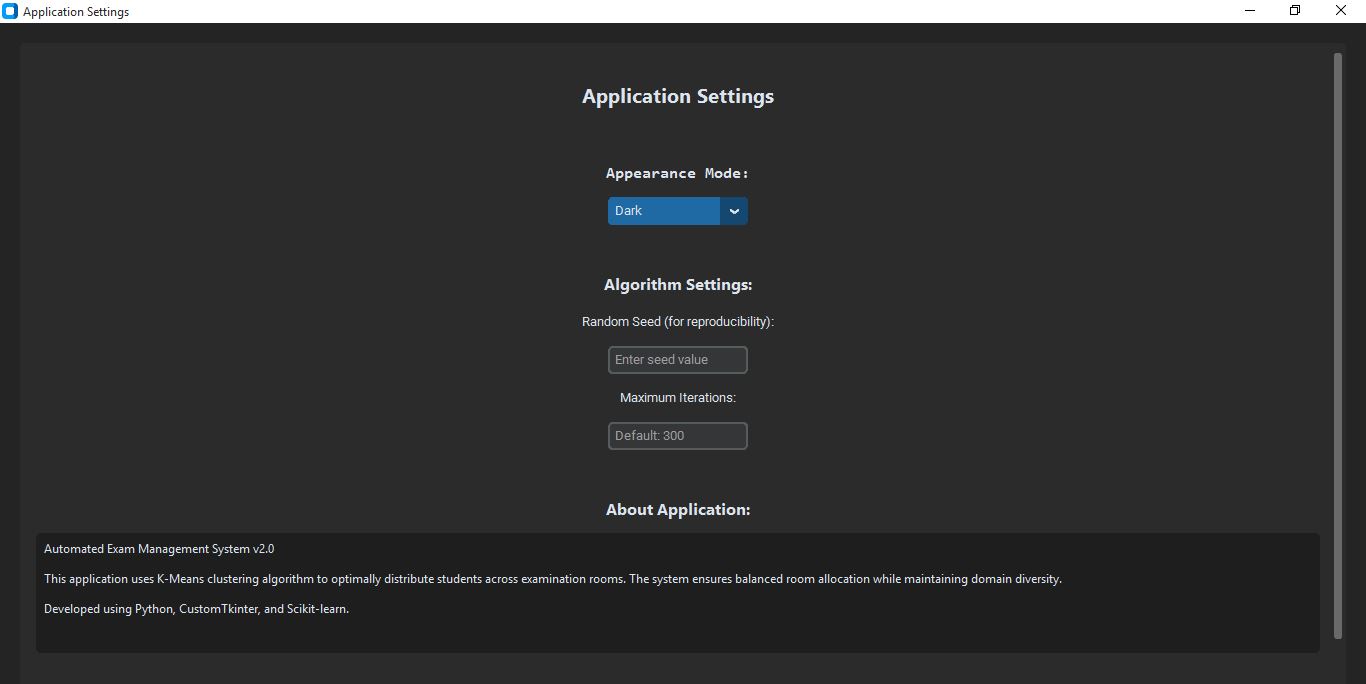 Application Settings
Application Settings
Appearance Mode:
Dark
Algorithm Settings:
Random Seed (for reproducibility):
Enter seed value
Maximum Iterations:
Default: 300
About Application:
Automated Exam Management System v2.0
This application uses K-Means clustering algorithm to optimally distribute students across examination rooms. The system ensures balanced room allocation while maintaining domain diversity.
Developed using Python, CustomTkinter, and Scikit-learn.